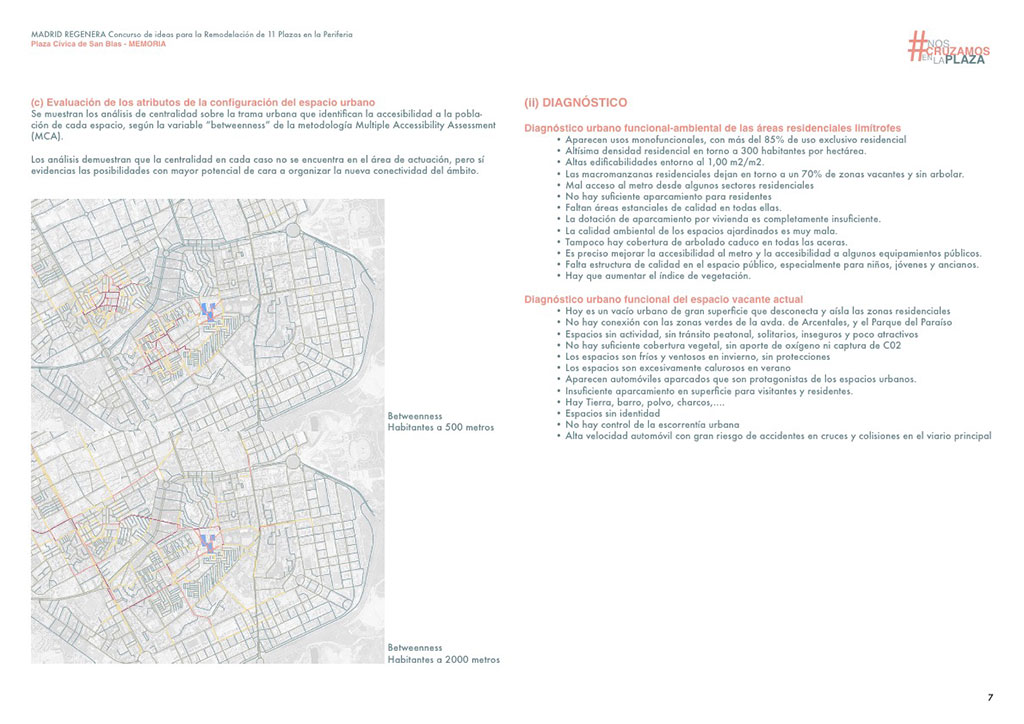 MADRID REGENERA Concurso de ideas para la Remodelación de 11 Plazas en la Periferia
Plaza Cívica de San Blas - MEMORIA
#NOS
CRUZAMOS
EN LA PLAZA
(c) Evaluación de los atributos de la configuración del espacio urbano
Se muestran los análisis de centralidad sobre la trama urbana que identifican la accesibilidad a la pobla-
ción de cada espacio, según la variable “betweenness” de la metodología Multiple Accessibility Assessment
(MCA).
Los análisis demuestran que la centralidad en cada caso no se encuentra en el área de actuación, pero sí
evidencias las posibilidades con mayor potencial de cara a organizar la nueva conectividad del ámbito.
Betweenness
Habitantes a 500 metros
Betweenness
Habitantes a 2000 metros
(ii) DIAGNÓSTICO
Diagnóstico urbano funcional-ambiental de las áreas residenciales limítrofes
• Aparecen usos monofuncionales, con más del 85% de uso exclusivo residencial
• Altísima densidad residencial en torno a 300 habitantes por hectárea.
• Altas edificabilidades entorno al 1,00 m2/m2.
• Las macromanzanas residenciales dejan en torno a un 70% de zonas vacantes y sin arbolar.
• Mal acceso al metro desde algunos sectores residenciales
• No hay suficiente aparcamiento para residentes
• Faltan áreas estanciales de calidad en todas ellas.
• La dotación de aparcamiento por vivienda es completamente insuficiente.
• La calidad ambiental de los espacios ajardinados es muy mala.
• Tampoco hay cobertura de arbolado caduco en todas las aceras.
• Es preciso mejorar la accesibilidad al metro y la accesibilidad a algunos equipamientos públicos.
• Falta estructura de calidad en el espacio público, especialmente para niños, jóvenes y ancianos.
• Hay que aumentar el índice de vegetación.
Diagnóstico urbano funcional del espacio vacante actual
• Hoy es un vacío urbano de gran superficie que desconecta y aísla las zonas residenciales
• No hay conexión con las zonas verdes de la avda. de Arcentales, y el Parque del Paraíso
• Espacios sin actividad, sin tránsito peatonal, solitarios, inseguros y poco atractivos
• No hay suficiente cobertura vegetal, sin aporte de oxígeno ni captura de C02
• Los espacios son fríos y ventosos en invierno, sin protecciones
• Los espacios son excesivamente calurosos en verano
• Aparecen automóviles aparcados que son protagonistas de los espacios urbanos.
• Insuficiente aparcamiento en superficie para visitantes y residentes.
• Hay Tierra, barro, polvo, charcos,....
• Espacios sin identidad
• No hay control de la escorrentía urbana
• Alta velocidad automóvil con gran riesgo de accidentes en cruces y colisiones en el viario principal
7